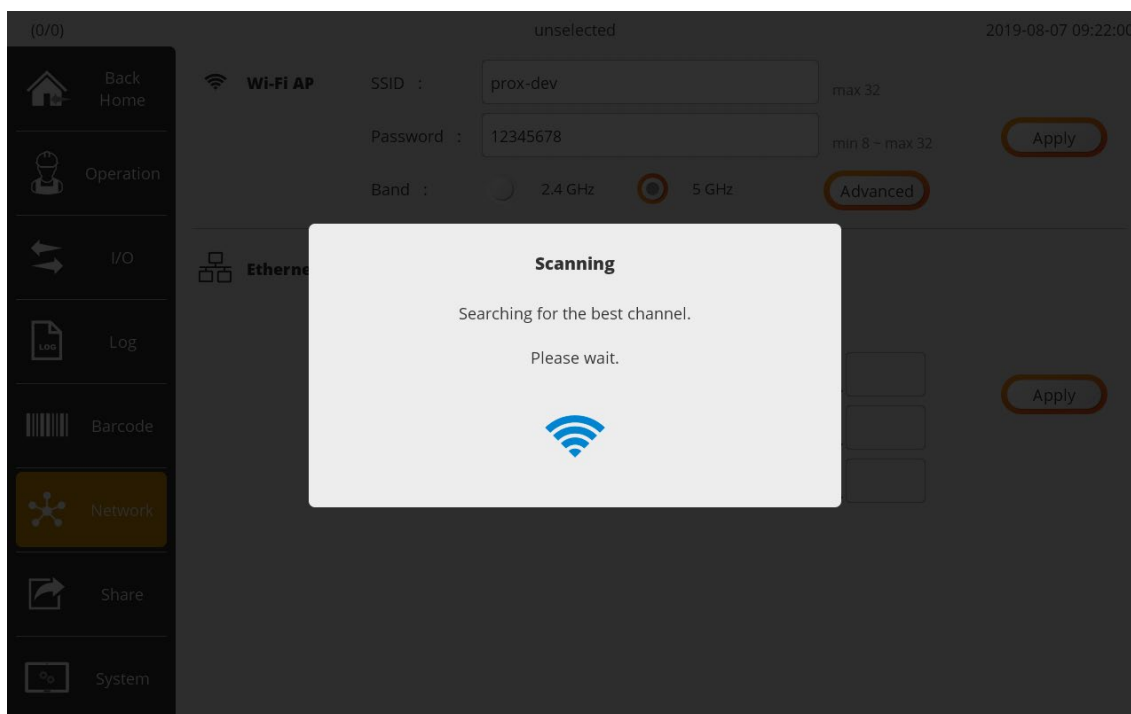 (0/0) unselected 2019-08-07 09:22:00
Back
Home
Wi-Fi AP SSID : prox-dev max 32
Password : 12345678 min 8 ~ max 32 Apply
Operation
Band : 2.4 GHz 5 GHz Advanced
I/O
Scanning
Searching for the best channel.
LOG Log
Please wait.
Apply
Barcode
Network
Share
System